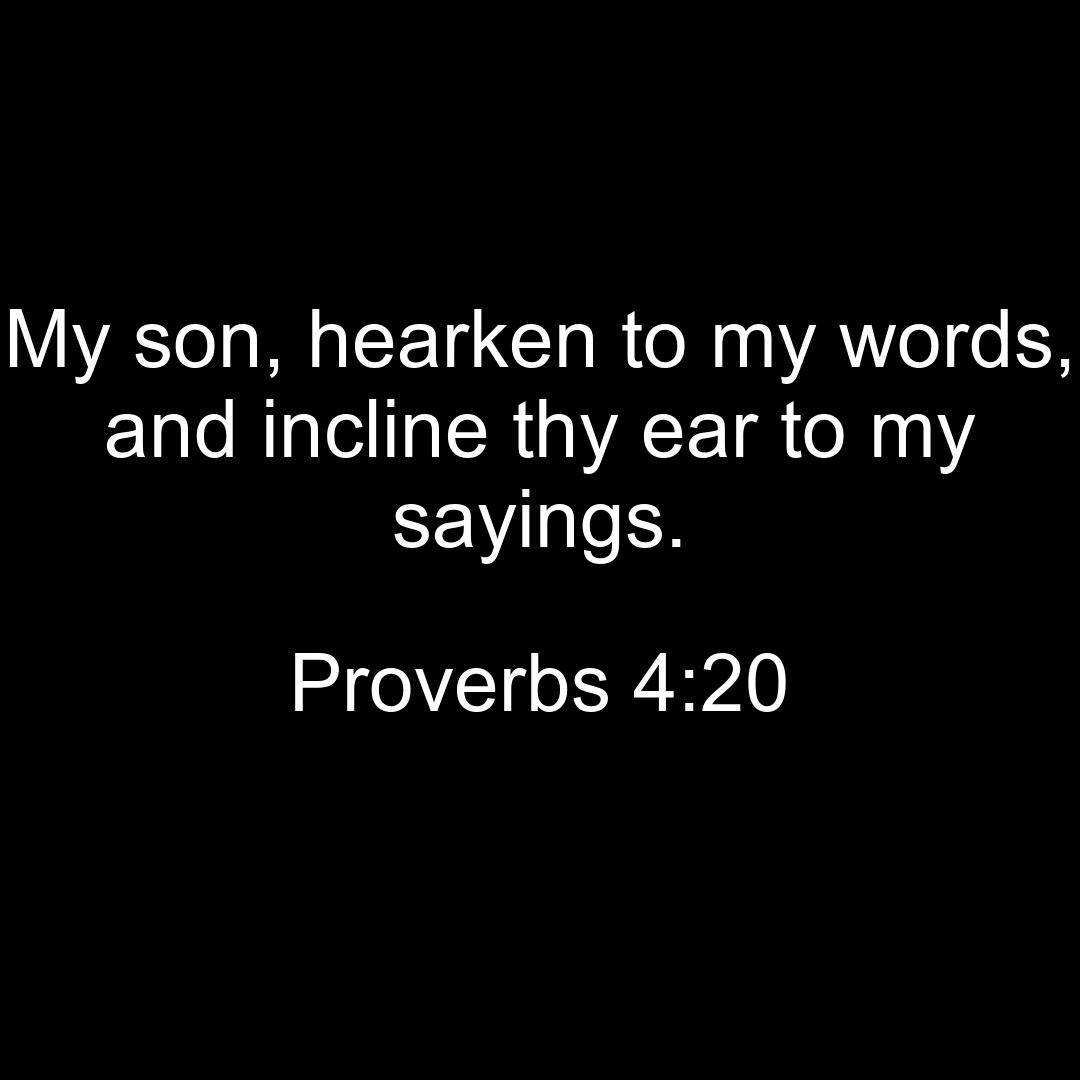 My son, hearken to my words,
and incline thy ear to my
sayings.
Proverbs 4:20